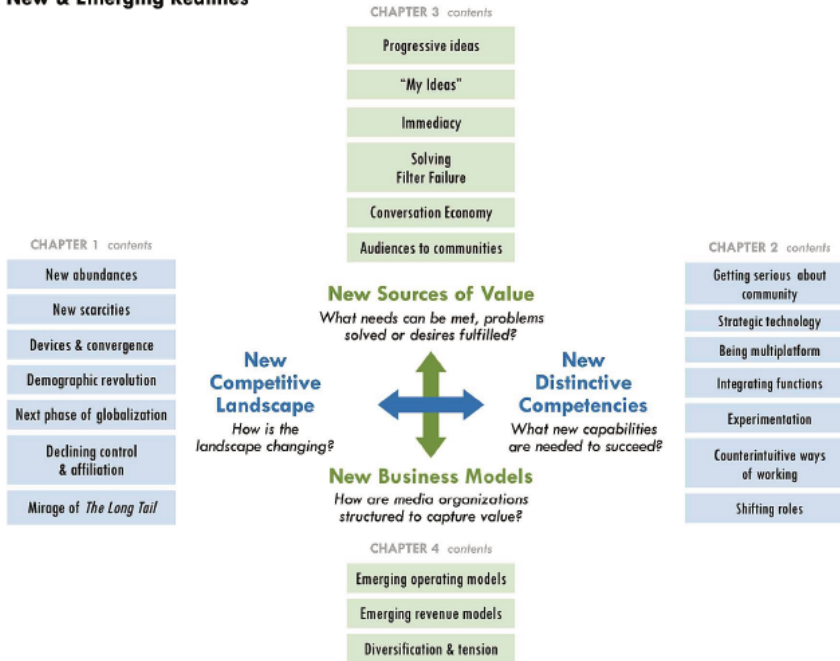 New & Emerging Realities
CHAPTER 3 contents
Progressive ideas
"My Ideas"
Immediacy
Solving
Filter Failure
Conversation Economy
Audiences to communities
CHAPTER 1 contents
New abundances
New scarcities
Devices & convergence
Demographic revolution
Next phase of globalization
Declining control
& affiliation
Mirage of The Long Tail
New Sources of Value
What needs can be met, problems
solved or desires fulfilled?
New
Competitive
Landscape
How is the
landscape changing?
New
Distinctive
Competencies
What new capabilities
are needed to succeed?
New Business Models
How are media organizations
structured to capture value?
CHAPTER 2 contents
Getting serious about
community
Strategic technology
Being multiplatform
Integrating functions
Experimentation
Counterintuitive ways
of working
Shifting roles
CHAPTER 4 contents
Emerging operating models
Emerging revenue models
Diversification & tension